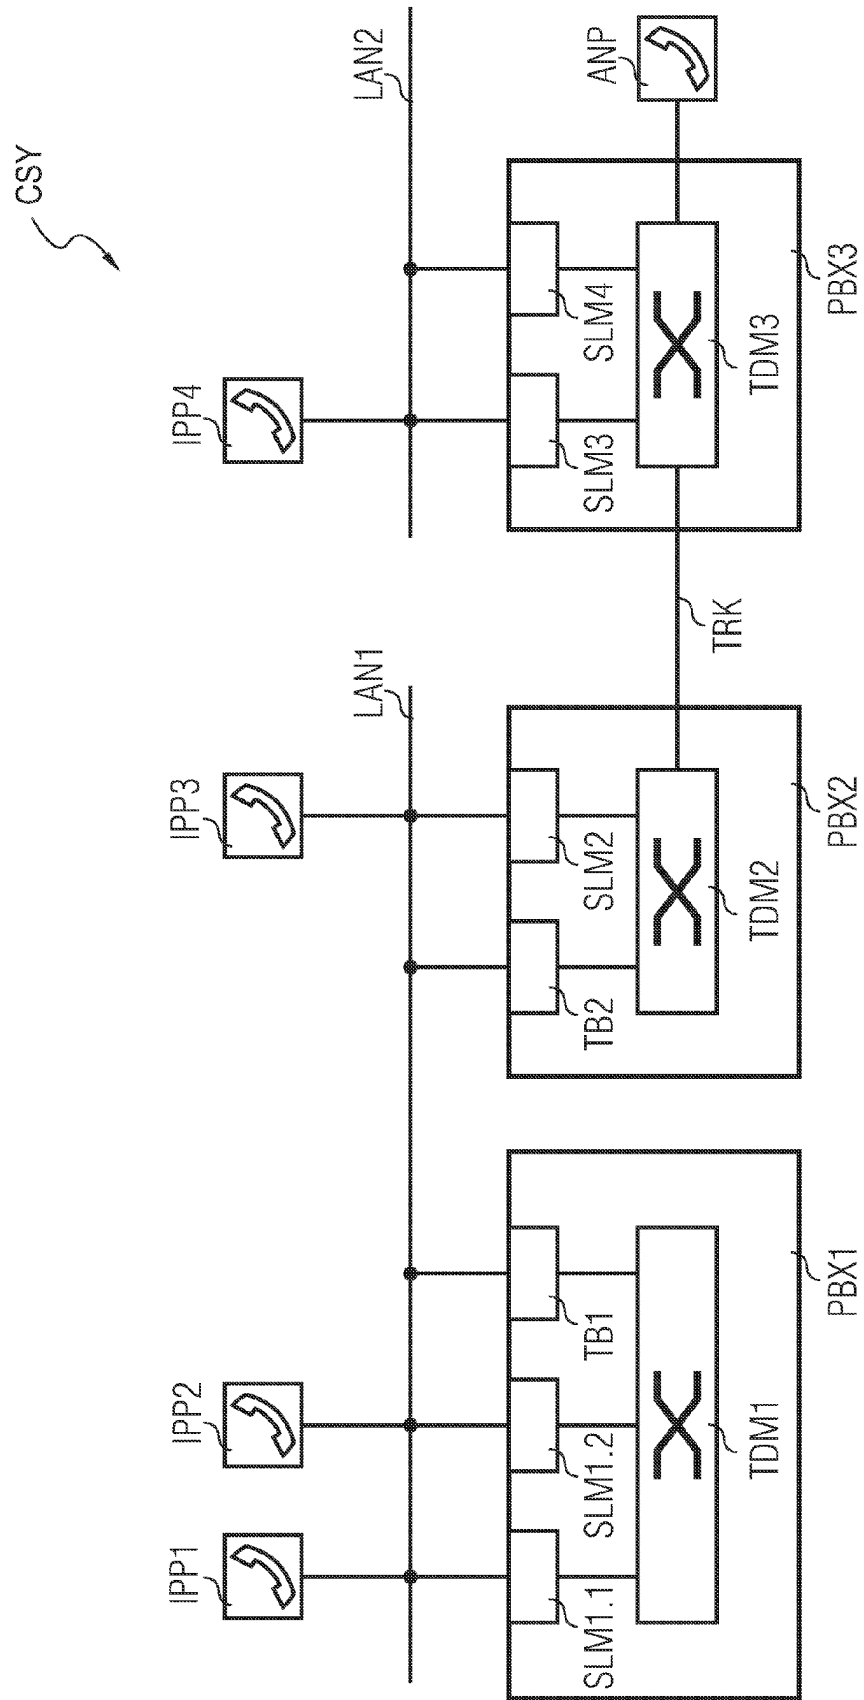 CSY
IPP1
IPP2
IPP3
IPP4
LAN1
LAN2
ANP
SLM1.1
SLM1.2
TB1
TB2
SLM2
SLM3
SLM4
TRK
TDM1
TDM2
TDM3
PBX1
PBX2
PBX3